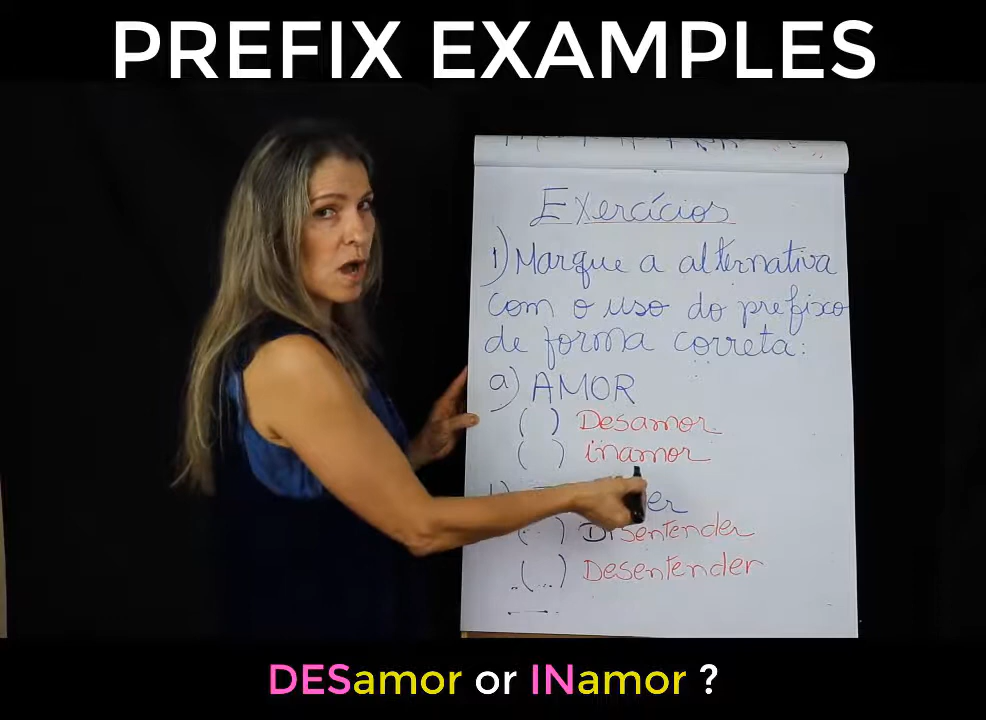 PREFIX EXAMPLES
Exercícios
1) Marque a alternativa
com o uso do prefixo
de forma correta:
a) AMOR
( ) Desamor
( ) inamor
er
( ) Disentender
( ) Desentender
DESamor or INamor ?